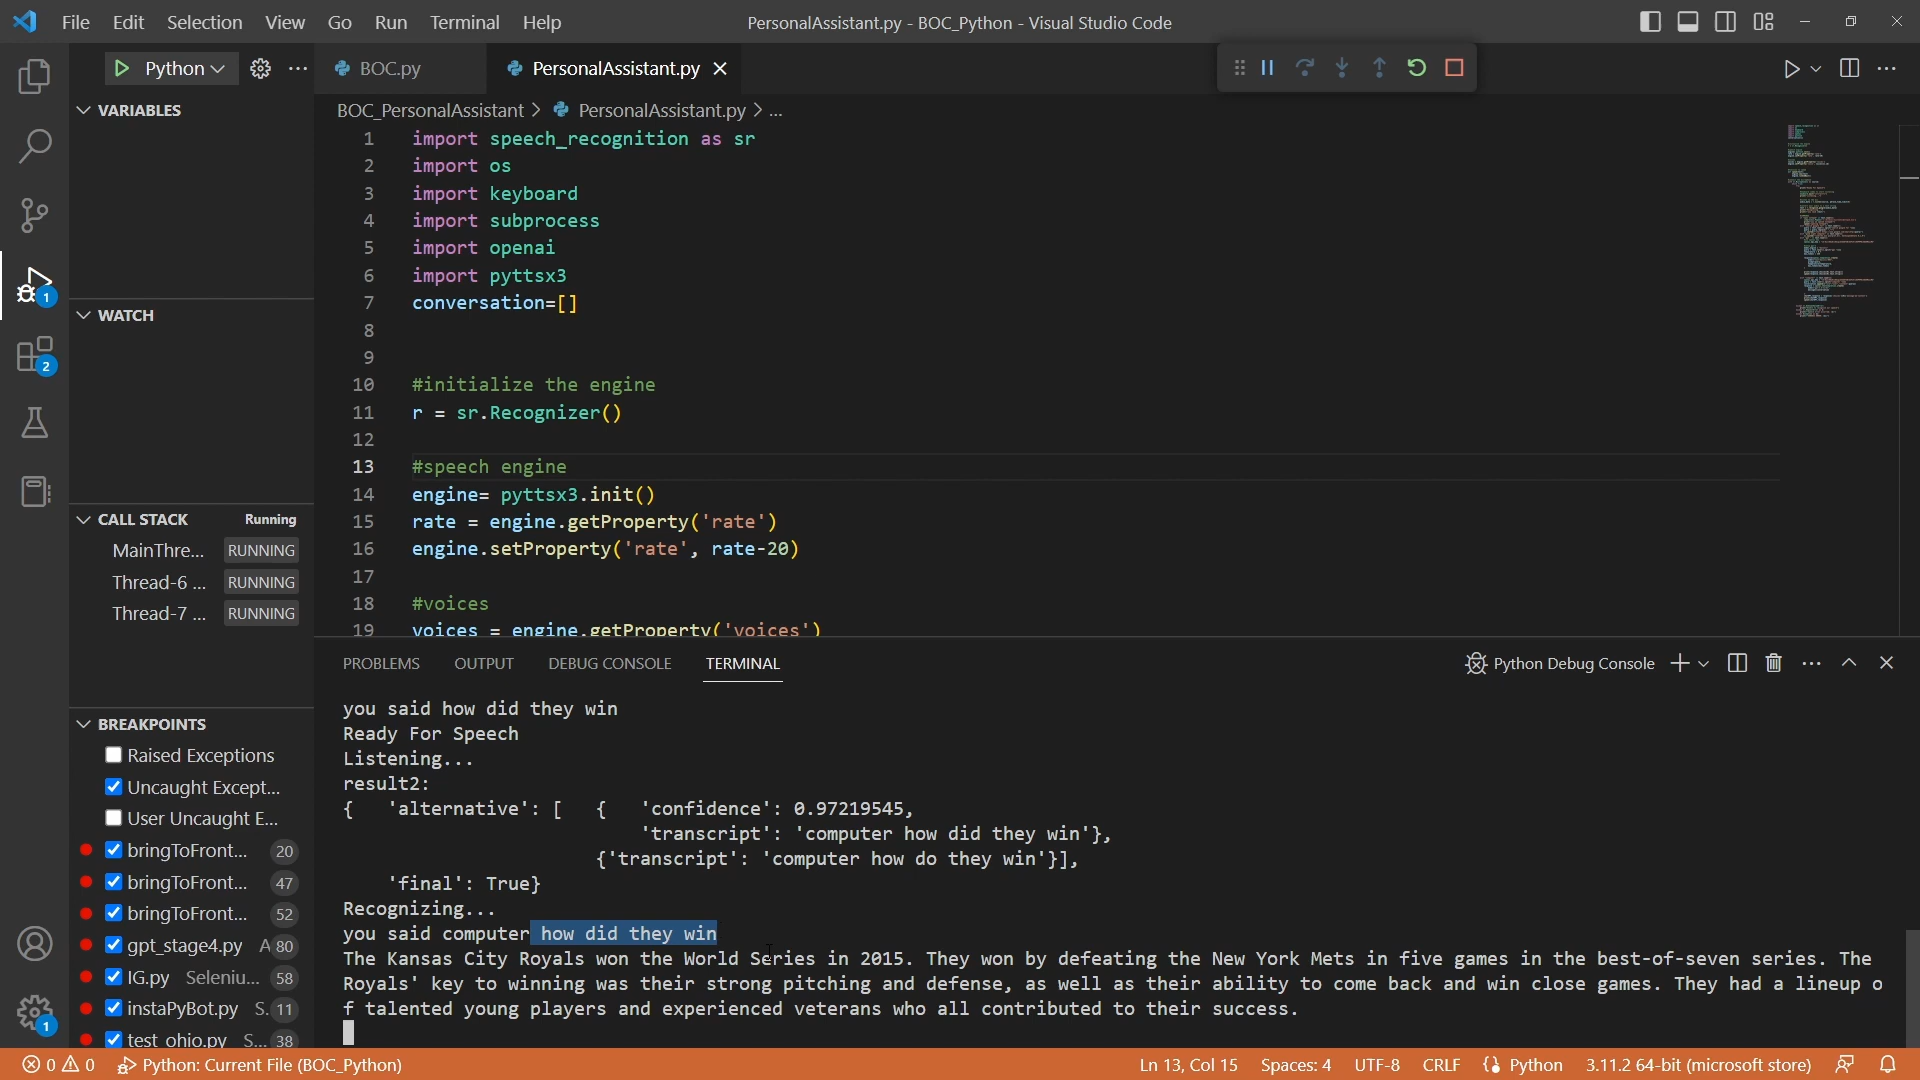 File Edit Selection View Go Run Terminal Help PersonalAssistant.py - BOC_Python - Visual Studio Code
Python
BOC.py PersonalAssistant.py
BOC_PersonalAssistant > PersonalAssistant.py > ...
VARIABLES
WATCH
CALL STACK Running
MainThre... RUNNING
Thread-6 ... RUNNING
Thread-7 ... RUNNING
BREAKPOINTS
Raised Exceptions
Uncaught Except...
User Uncaught E...
bringToFront... 20
bringToFront... 47
bringToFront... 52
gpt_stage4.py A 80
IG.py Seleniu... 58
instaPyBot.py S. 11
test_ohio.py S... 38
1
2
1
1 import speech_recognition as sr
2 import os
3 import keyboard
4 import subprocess
5 import openai
6 import pyttsx3
7 conversation=[]
8
9
10 #initialize the engine
11 r = sr.Recognizer()
12
13 #speech engine
14 engine= pyttsx3.init()
15 rate = engine.getProperty('rate')
16 engine.setProperty('rate', rate-20)
17
18 #voices
19 voices = engine.getProperty('voices')
PROBLEMS OUTPUT DEBUG CONSOLE TERMINAL Python Debug Console
you said how did they win
Ready For Speech
Listening...
result2:
{   'alternative': [   {   'confidence': 0.97219545,
'transcript': 'computer how did they win'},
{'transcript': 'computer how do they win'}],
'final': True}
Recognizing...
you said computer how did they win
The Kansas City Royals won the World Series in 2015. They won by defeating the New York Mets in five games in the best-of-seven series. The
Royals' key to winning was their strong pitching and defense, as well as their ability to come back and win close games. They had a lineup o
f talented young players and experienced veterans who all contributed to their success.
0 0 Python: Current File (BOC_Python) Ln 13, Col 15 Spaces: 4 UTF-8 CRLF Python 3.11.2 64-bit (microsoft store)